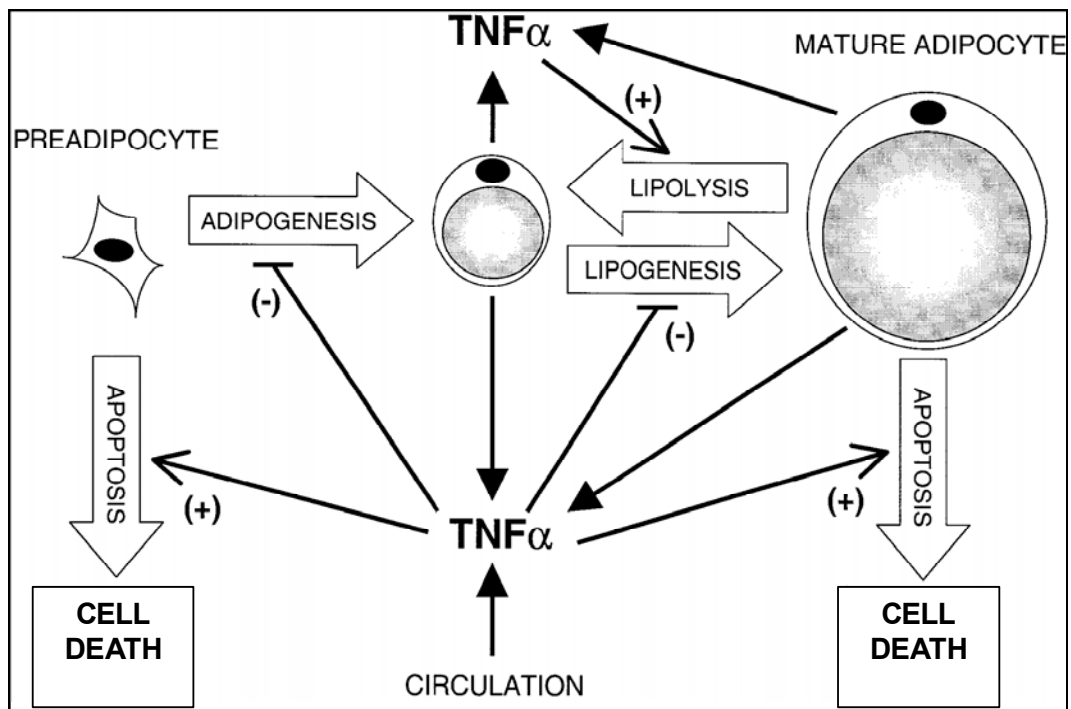 TNFα
MATURE ADIPOCYTE
(+)
PREADIPOCYTE
LIPOLYSIS
ADIPOGENESIS
LIPOGENESIS
(-)
(-)
APOPTOSIS
APOPTOSIS
(+)
(+)
TNFα
CELL
DEATH
CELL
DEATH
CIRCULATION